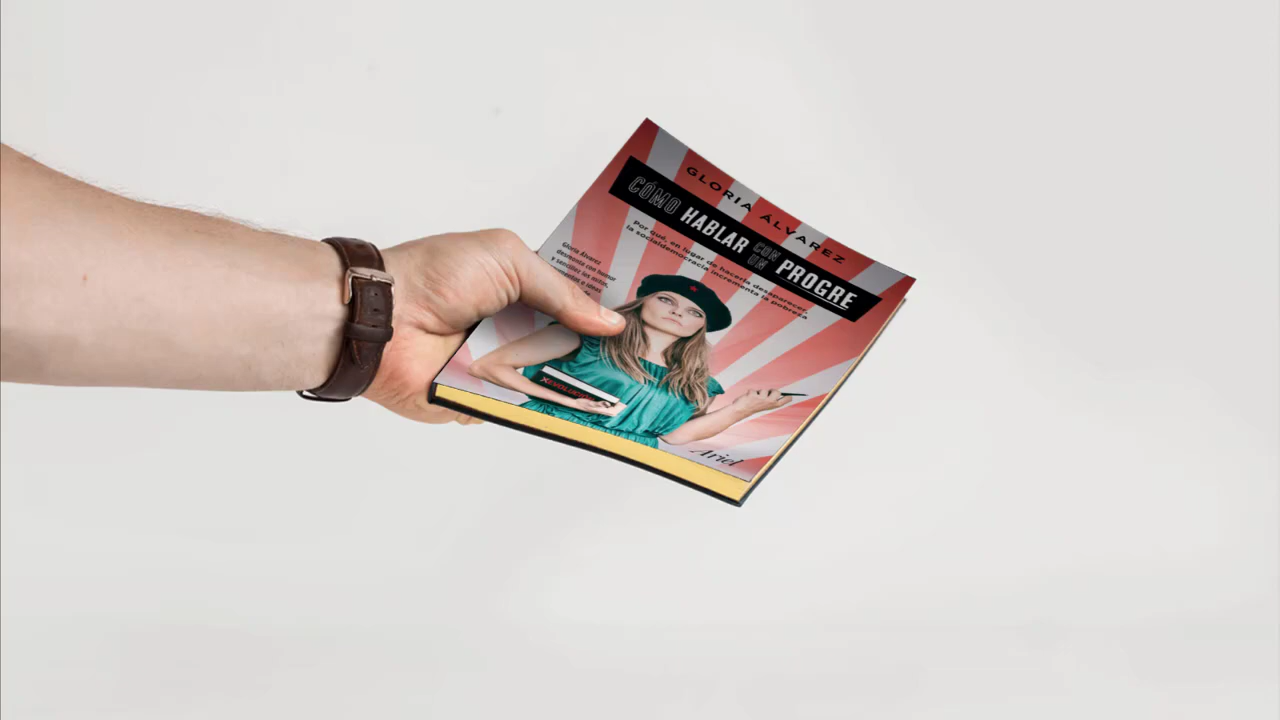 GLORIA ÁLVAREZ
CÓMO HABLAR CON UN PROGRE
Por qué, en lugar de hacerla desaparecer,
la socialdemocracia incrementa la pobreza
Gloria Álvarez
desmonta con humor
y sencillez los mitos,
e ideas
Ariel